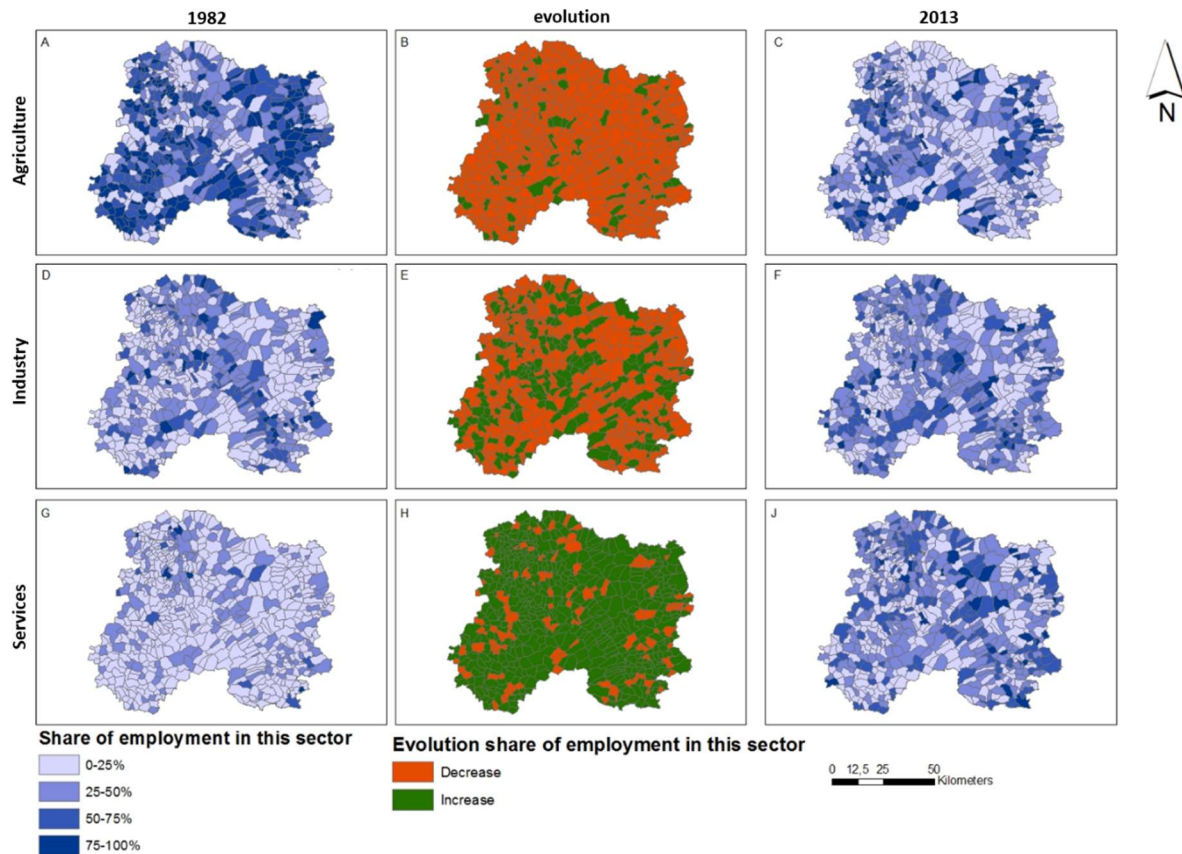 1982 evolution 2013
A B C
N
Agriculture
D E F
Industry
G H J
Services
Share of employment in this sector
0-25%
25-50%
50-75%
75-100%
Evolution share of employment in this sector
Decrease
Increase
0 12,5 25 50
Kilometers